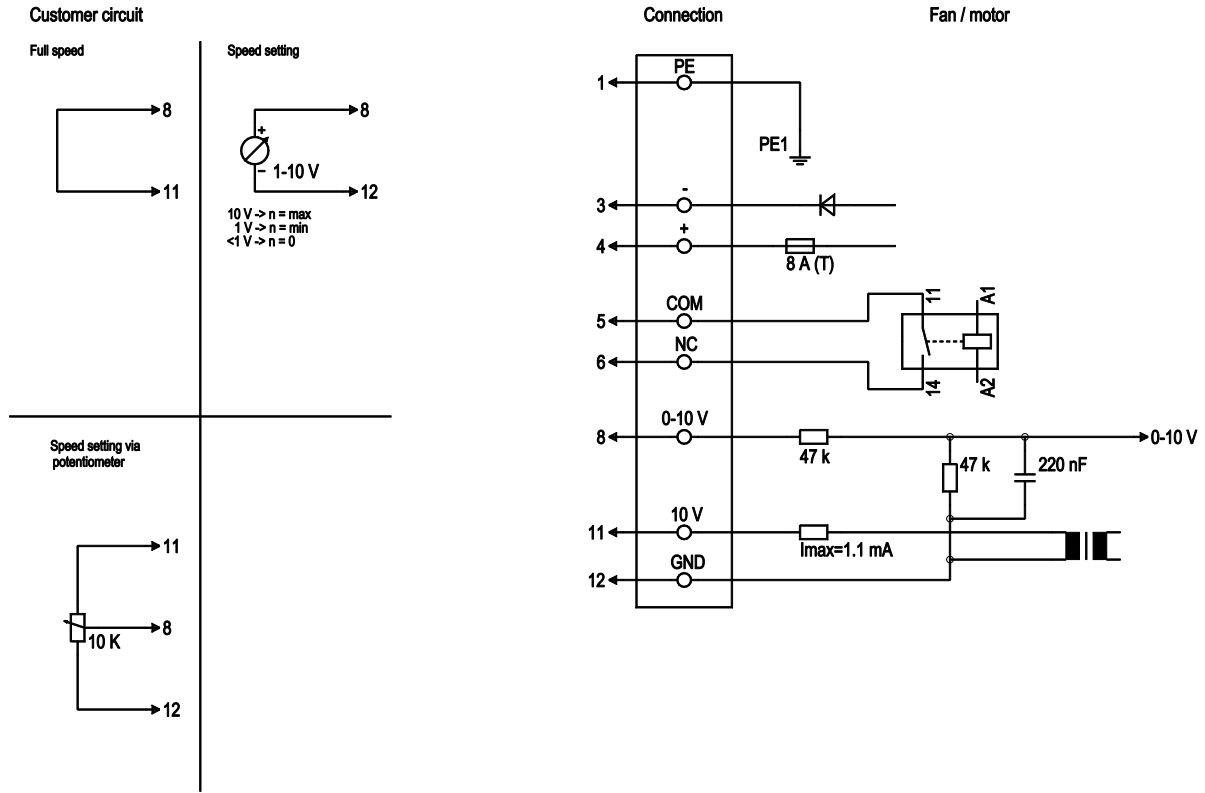 Customer circuit
Connection
Fan / motor
Full speed
Speed setting
8
11
8
+
–
1-10 V
12
10 V -> n = max
1 V -> n = min
<1 V -> n = 0
Speed setting via
potentiometer
11
8
10 K
12
PE
1
PE1
-
3
+
4
8 A (T)
COM
5
NC
6
11
A1
14
A2
0-10 V
8
47 k
0-10 V
47 k
220 nF
10 V
11
Imax=1.1 mA
GND
12